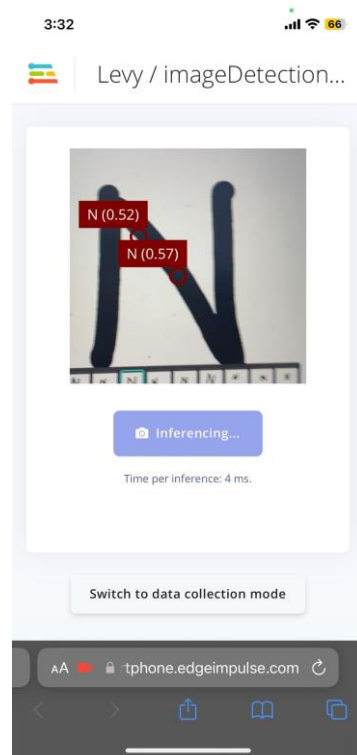 3:32
66
Levy / imageDetection...
N (0.52)
N (0.57)
N
N
Inferencing...
Time per inference: 4 ms.
Switch to data collection mode
AA
tphone.edgeimpulse.com